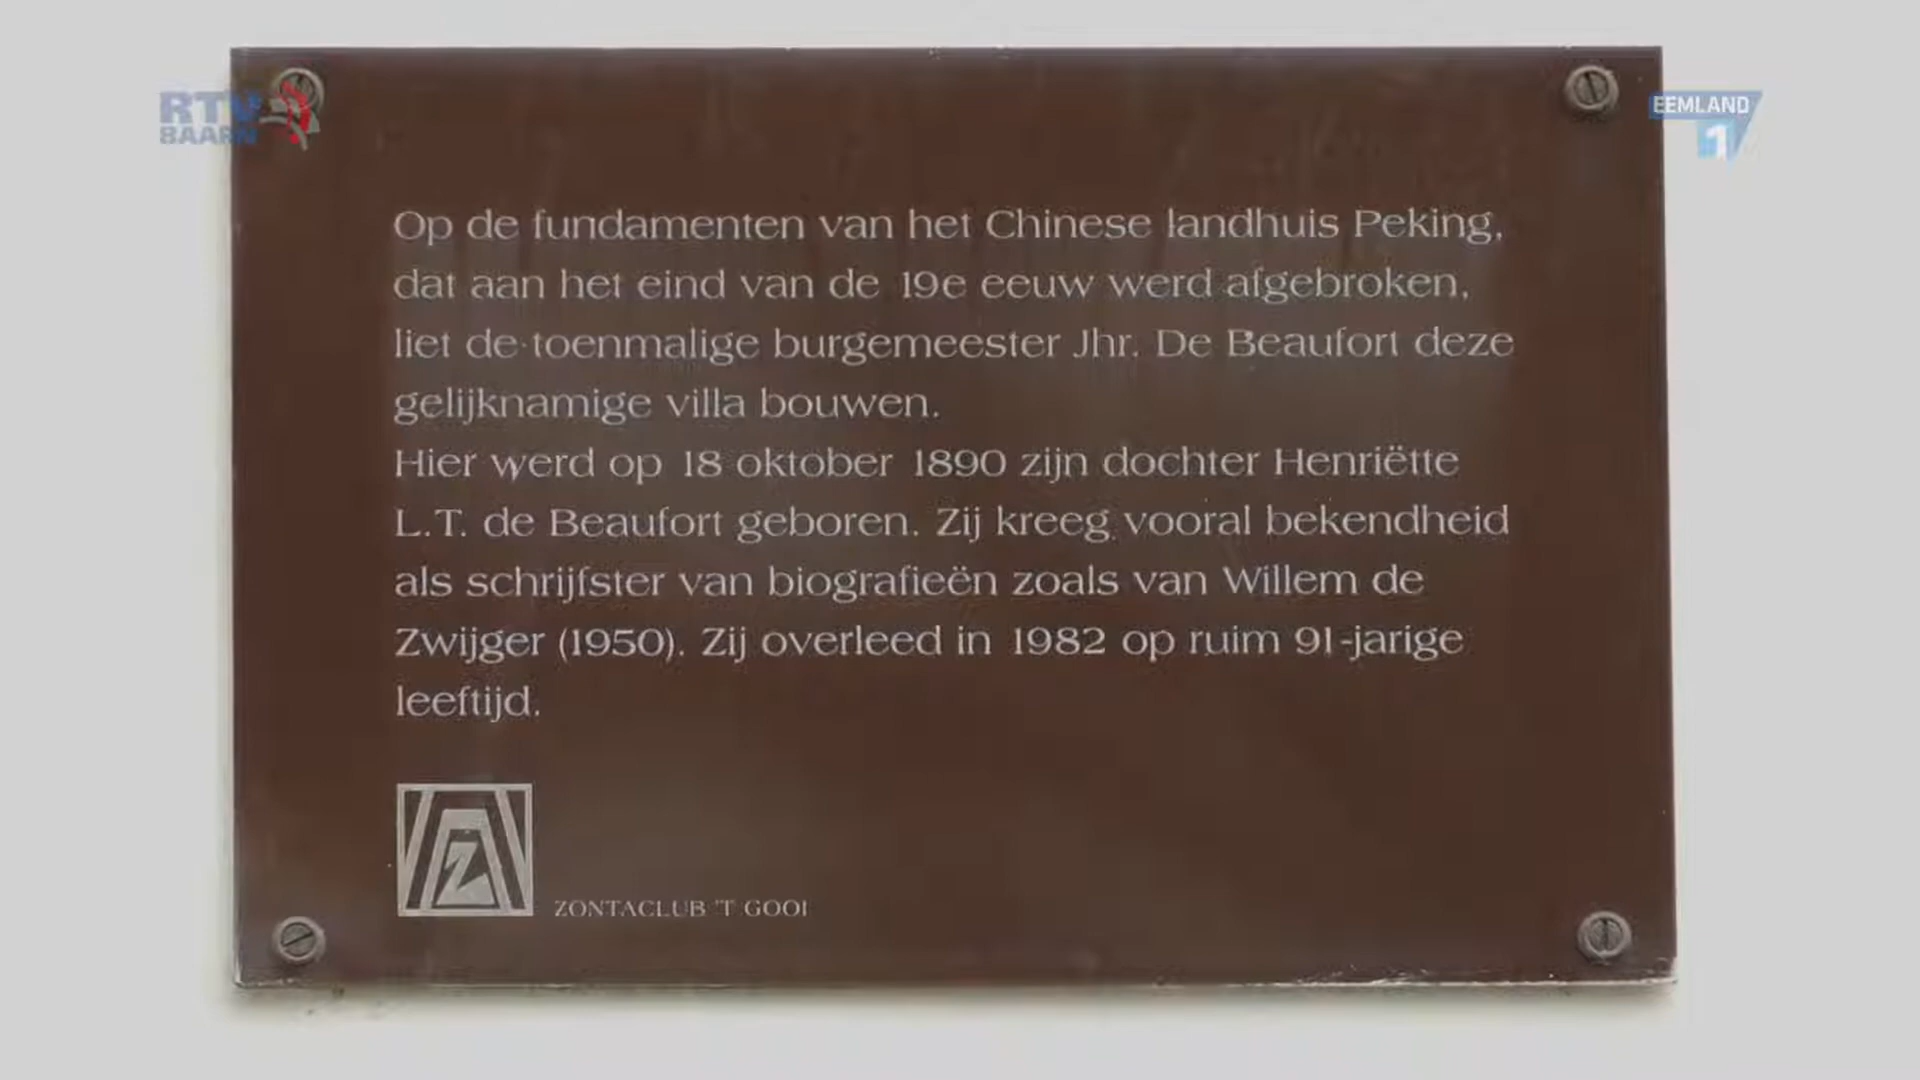 RTV
BAARN
EEMLAND
1
Op de fundamenten van het Chinese landhuis Peking,
dat aan het eind van de 19e eeuw werd afgebroken,
liet de toenmalige burgemeester Jhr. De Beaufort deze
gelijknamige villa bouwen.
Hier werd op 18 oktober 1890 zijn dochter Henriëtte
L.T. de Beaufort geboren. Zij kreeg vooral bekendheid
als schrijfster van biografieën zoals van Willem de
Zwijger (1950). Zij overleed in 1982 op ruim 91-jarige
leeftijd.
Z
ZONTACLUB 'T GOOI